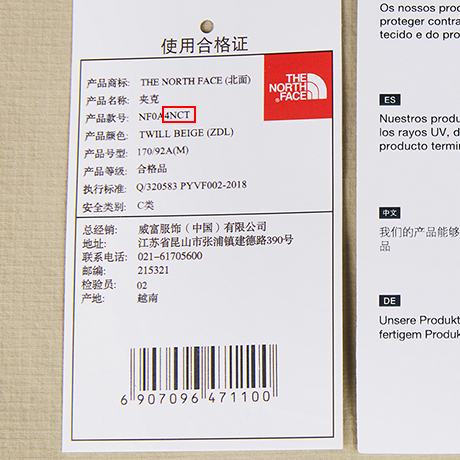 使用合格证
产品商标: THE NORTH FACE (北面)
产品名称: 夹克
产品款号: NF0A4NCT
产品颜色: TWILL BEIGE (ZDL)
产品号型: 170/92A(M)
产品等级: 合格品
执行标准: Q/320583 PYVF002-2018
安全类别: C类
THE
NORTH
FACE
总经销: 威富服饰（中国）有限公司
地址: 江苏省昆山市张浦镇建德路390号
联系电话: 021-61705600
邮编: 215321
检验员: 02
产地: 越南
6 907096 471100
Os nossos prod
proteger contra
tecido e do pro
ES
Nuestros produ
los rayos UV, d
producto termin
中文
我们的产品能够
品
DE
Unsere Produkt
fertigem Produk